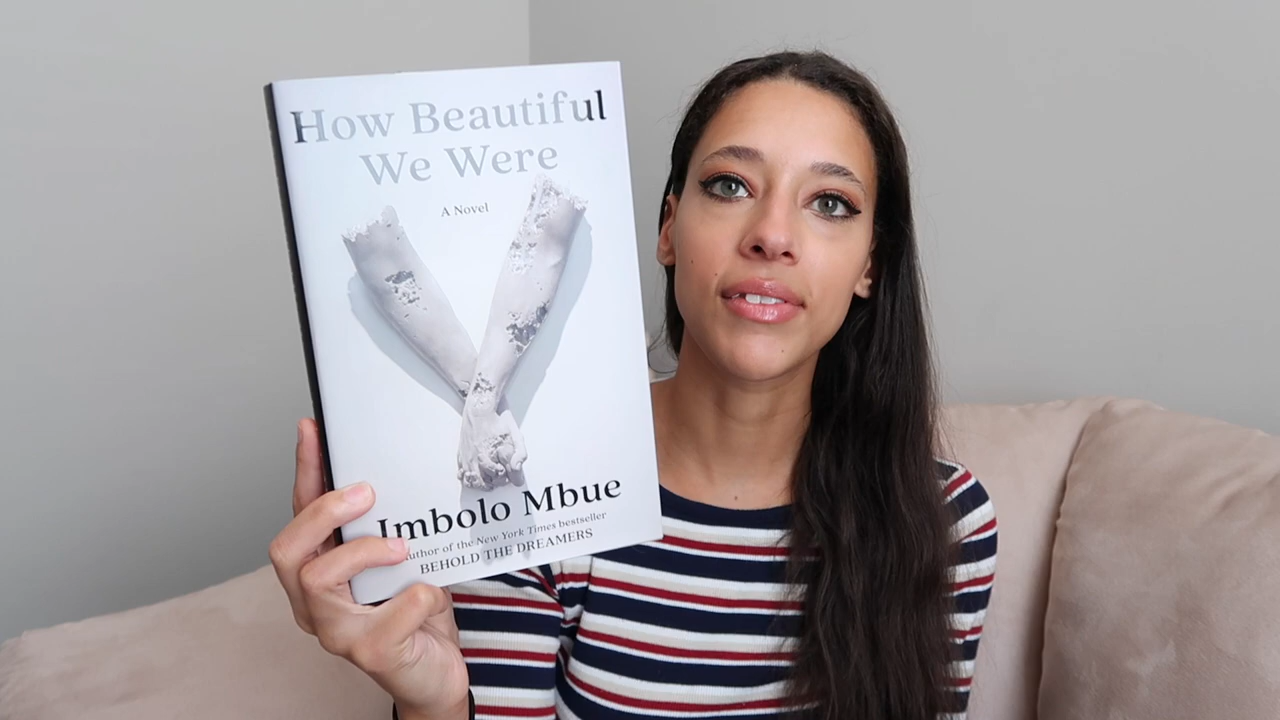 How Beautiful
We Were
A Novel
Imbolo Mbue
author of the New York Times bestseller
BEHOLD THE DREAMERS